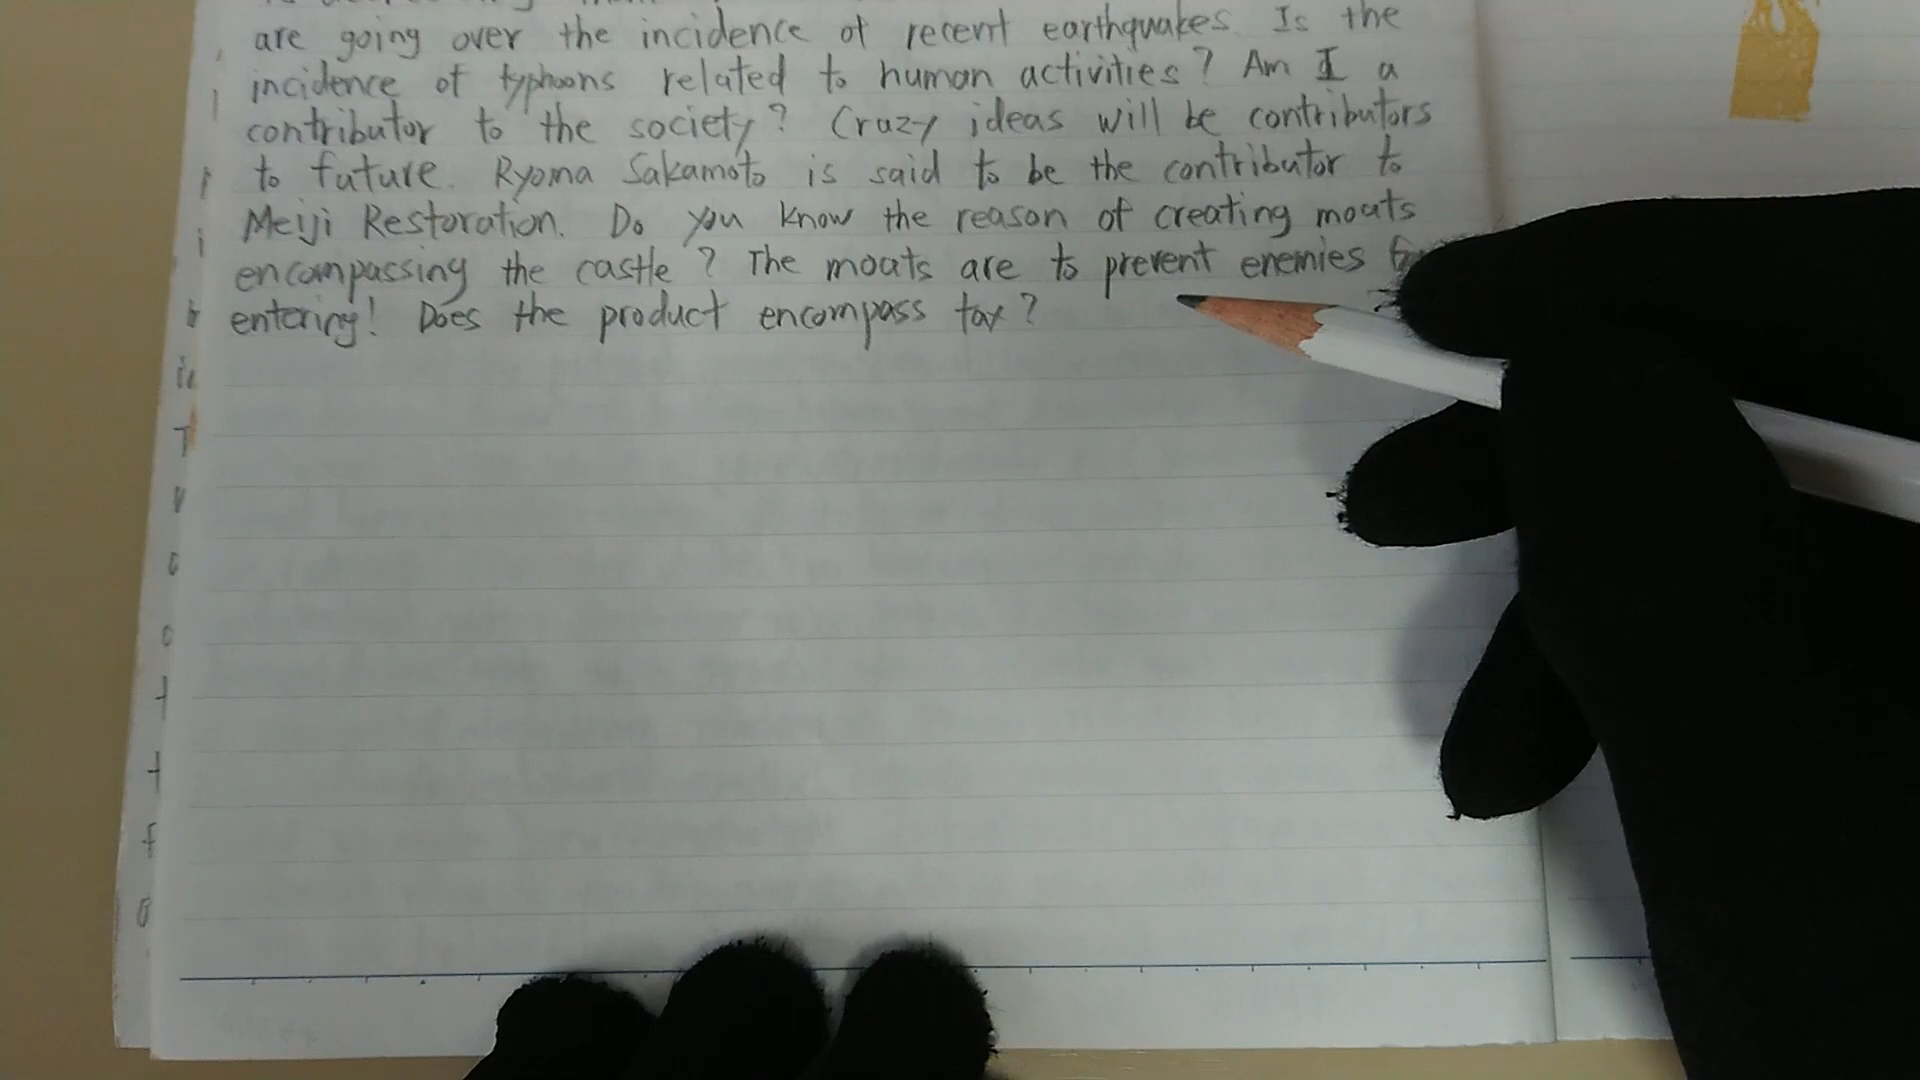 are going over the incidence of recent earthquakes. Is the
incidence of typhoons related to human activities? Am I a
contributor to the society? Crazy ideas will be contributors
to future. Ryoma Sakamoto is said to be the contributor to
Meiji Restoration. Do you know the reason of creating moats
encompassing the castle? The moats are to prevent enemies
entering! Does the product encompass tax?